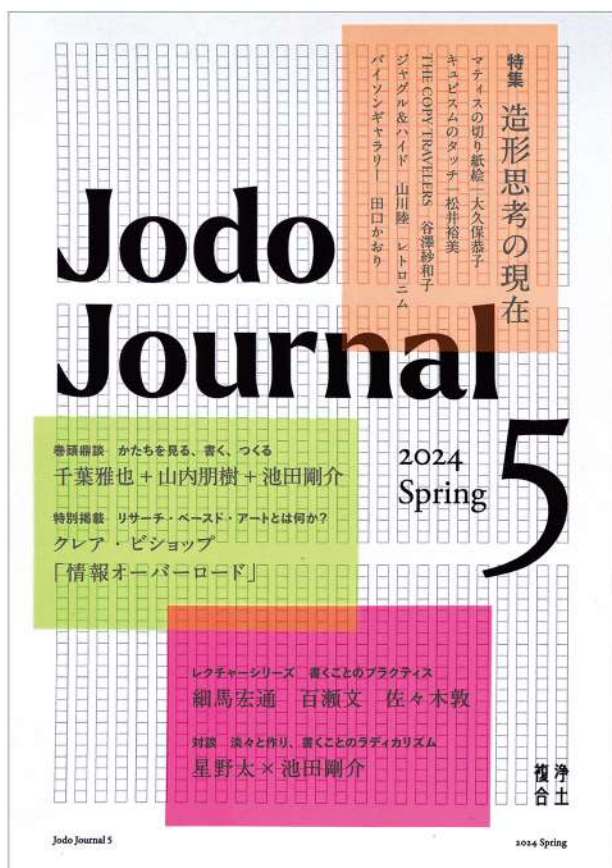 特集 造形思考の現在
マティスの切り紙絵|大久保恭子
キュビスムのタッチ|松井裕美
THE COPY TRAVELERS 谷澤紗和子
ジャグル&ハイド 山川陸 レトロニム
パイソンギャラリー 田口かおり
Jodo
Journal
5
2024
Spring
巻頭鼎談 かたちを見る、書く、つくる
千葉雅也+山内朋樹+池田剛介
特別掲載 リサーチ・ベースド・アートとは何か?
クレア・ビショップ
「情報オーバーロード」
レクチャーシリーズ 書くことのプラクティス
細馬宏通 百瀬文 佐々木敦
対談 淡々と作り、書くことのラディカリズム
星野太×池田剛介
浄土
複合
Jodo Journal 5
2024 Spring